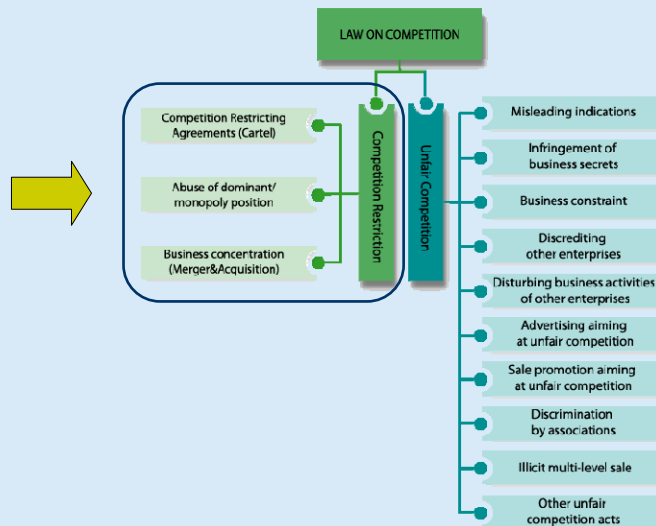 LAW ON COMPETITION
Competition Restricting
Agreements (Cartel)
Abuse of dominant/
monopoly position
Business concentration
(Merger&Acquisition)
Competition Restriction
Unfair Competition
Misleading indications
Infringement of
business secrets
Business constraint
Discrediting
other enterprises
Disturbing business activities
of other enterprises
Advertising aiming
at unfair competition
Sale promotion aiming
at unfair competition
Discrimination
by associations
Illicit multi-level sale
Other unfair
competition acts